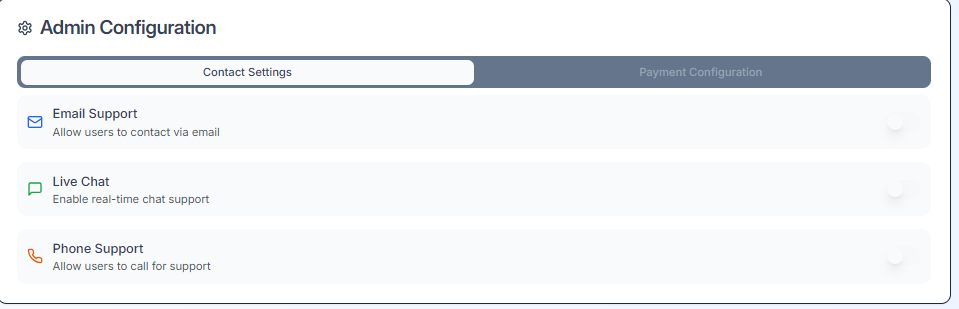 Admin Configuration
Contact Settings
Payment Configuration
Email Support
Allow users to contact via email
Live Chat
Enable real-time chat support
Phone Support
Allow users to call for support